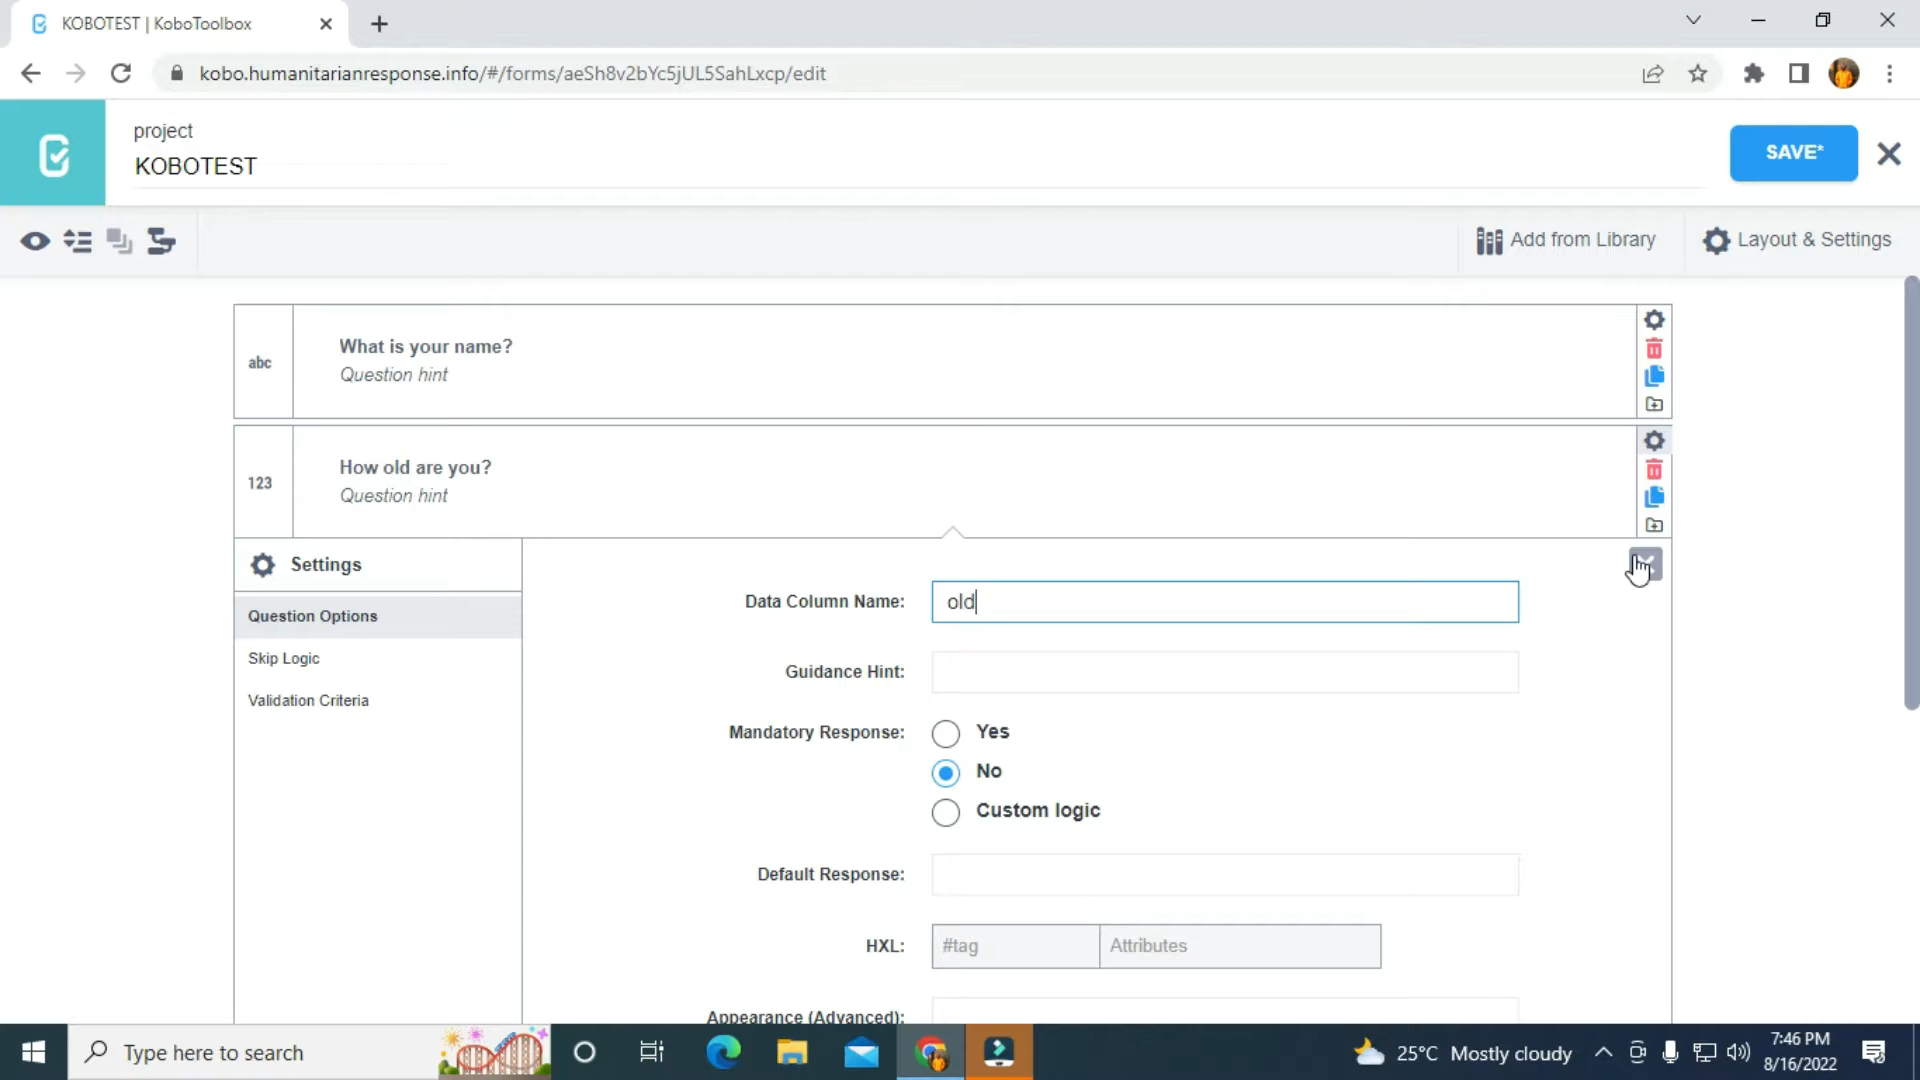 KOBOTEST | KoboToolbox
kobo.humanitarianresponse.info/#/forms/aeSh8v2bYc5jUL5SahLxcp/edit
project
KOBOTEST
SAVE*
Add from Library
Layout & Settings
abc
What is your name?
Question hint
123
How old are you?
Question hint
Settings
Question Options
Skip Logic
Validation Criteria
Data Column Name:
old
Guidance Hint:
Mandatory Response:
Yes
No
Custom logic
Default Response:
HXL:
#tag
Attributes
Appearance (Advanced):
Type here to search
25°C Mostly cloudy
7:46 PM
8/16/2022